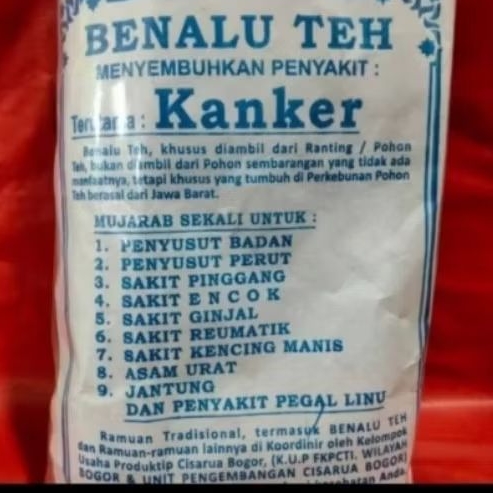 BENALU TEH
MENYEMBUHKAN PENYAKIT :
Terutama : Kanker
Benalu Teh, khusus diambil dari Ranting / Pohon
Teh, bukan diambil dari Pohon sembarangan yang tidak ada
manfaatnya, tetapi khusus yang tumbuh di Perkebunan Pohon
Teh berasal dari Jawa Barat.
MUJARAB SEKALI UNTUK :
1. PENYUSUT BADAN
2. PENYUSUT PERUT
3. SAKIT PINGGANG
4. SAKIT E N C O K
5. SAKIT GINJAL
6. SAKIT REUMATIK
7. SAKIT KENCING MANIS
8. ASAM URAT
9. JANTUNG
DAN PENYAKIT PEGAL LINU
Ramuan Tradisional, termasuk BENALU TEH
dan Ramuan-ramuan lainnya di Koordinir oleh Kelompok
Usaha Produktip Cisarua Bogor, (K.U.P FKPCTI. WILAYAH
BOGOR & UNIT PENGEMBANGAN CISARUA BOGOR)
kesehatan Anda.